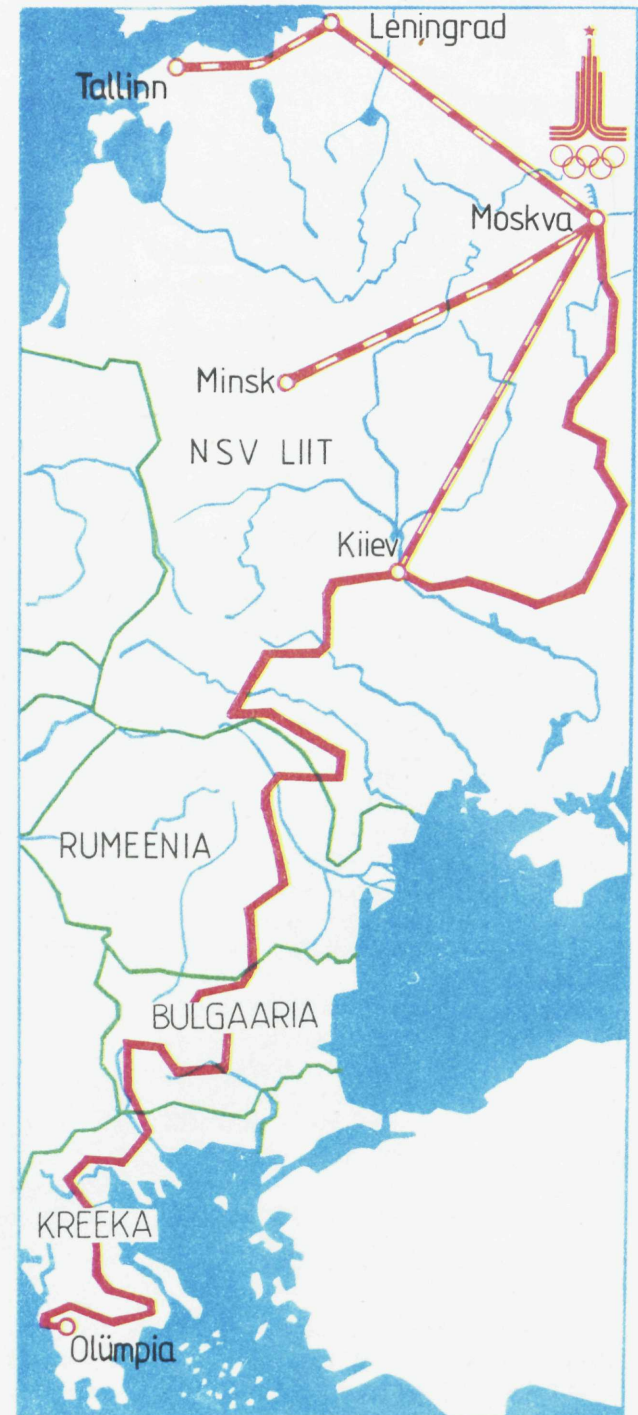 Leningrad
Tallinn
Moskva
Minsk
NSV LIIT
Kiiev
RUMEENIA
BULGAARIA
KREEKA
Olümpia